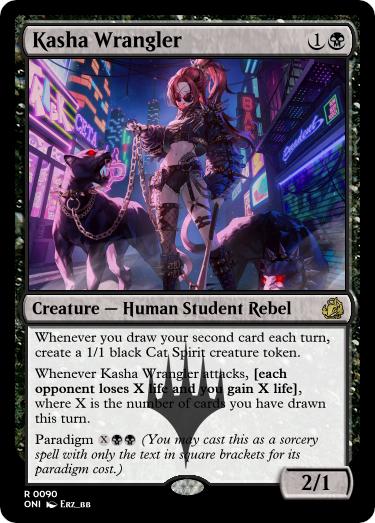 Kasha Wrangler 1
Creature — Human Student Rebel
Whenever you draw your second card each turn,
create a 1/1 black Cat Spirit creature token.
Whenever Kasha Wrangler attacks, [each
opponent loses X life and you gain X life],
where X is the number of cards you have drawn
this turn.
Paradigm X (You may cast this as a sorcery
spell with only the text in square brackets for its
paradigm cost.)
2/1
R 0090
ONI Erz_bb